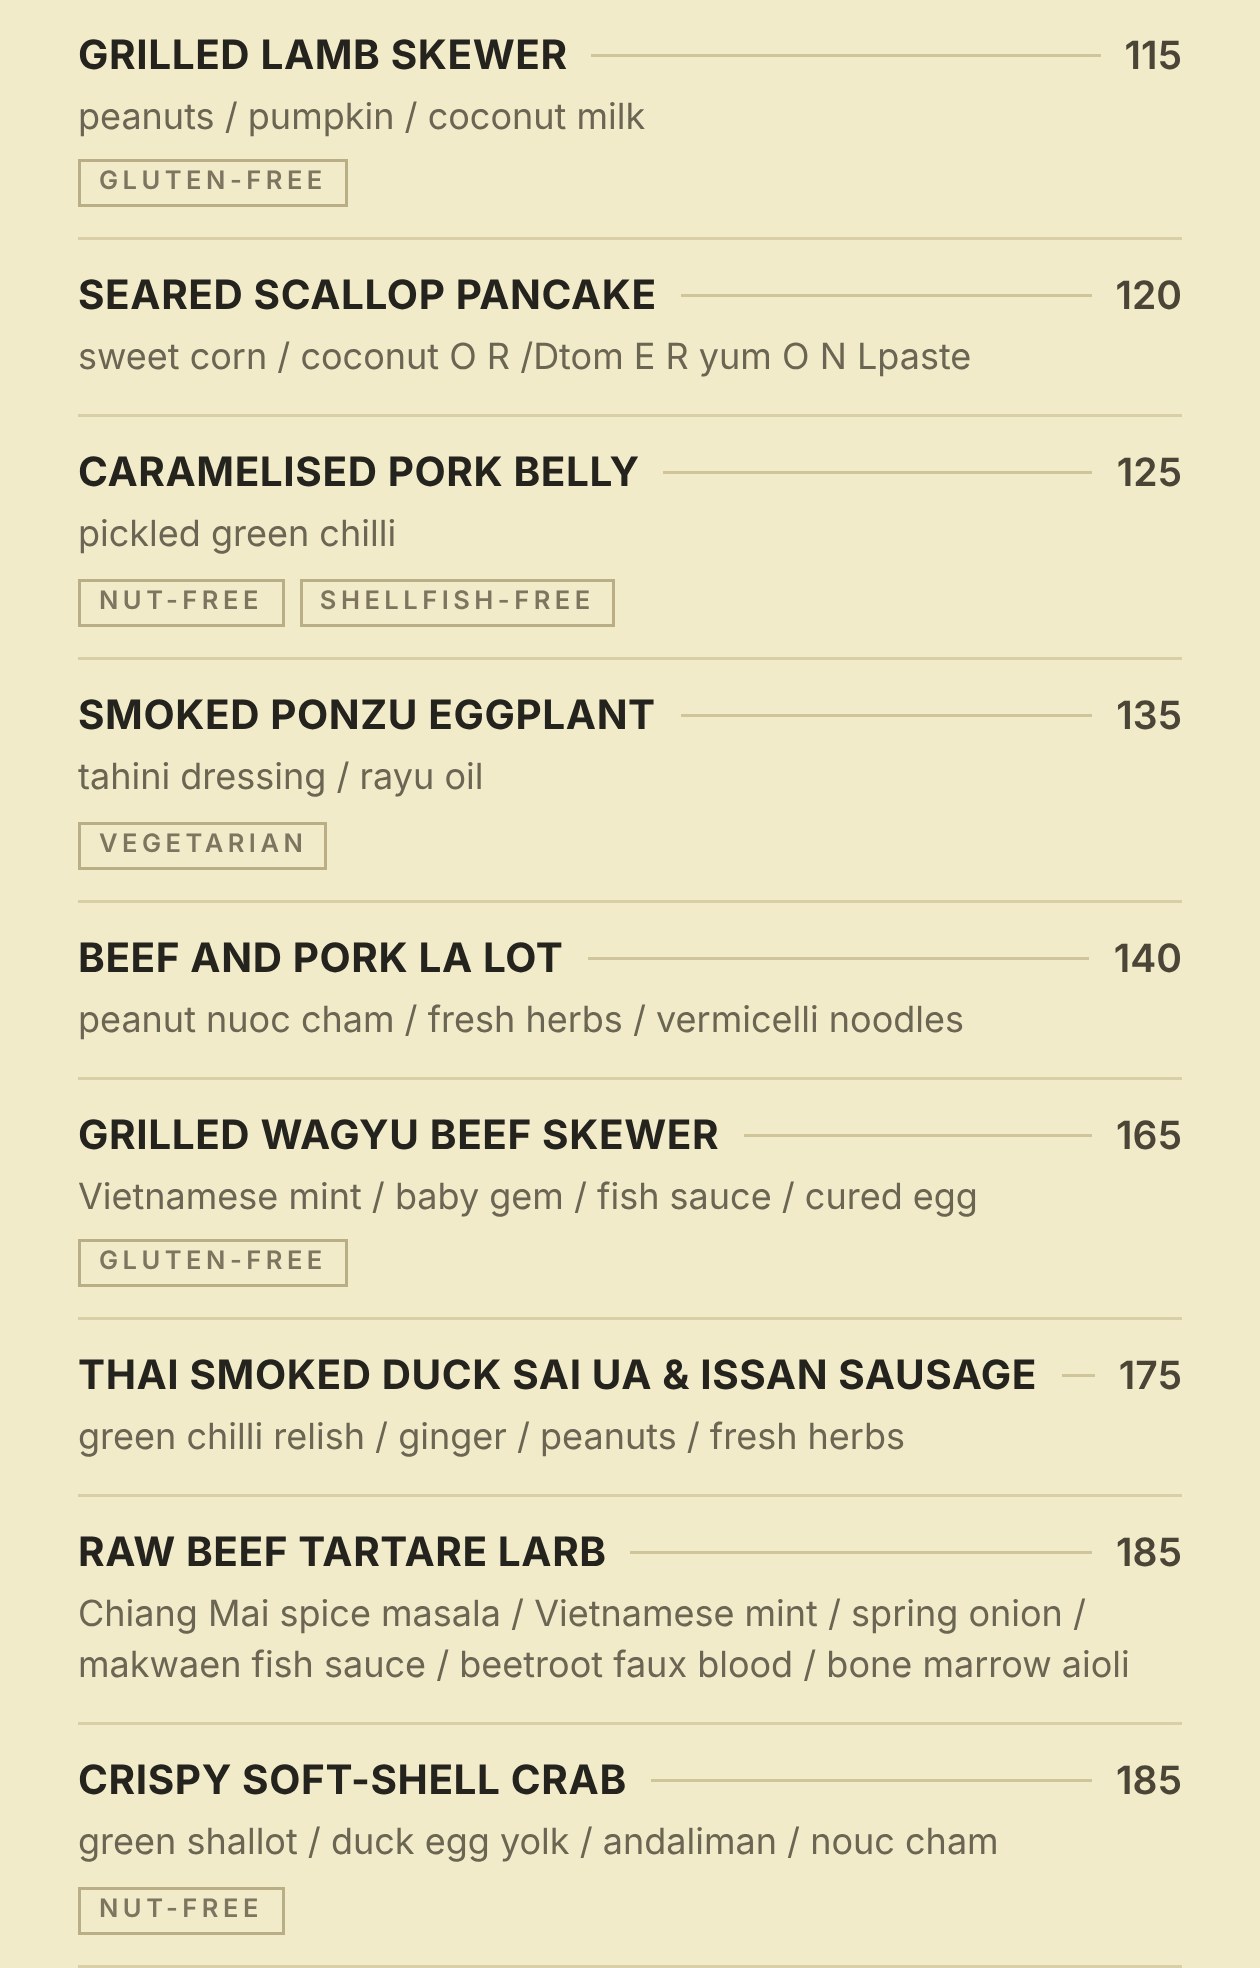 GRILLED LAMB SKEWER 115
peanuts / pumpkin / coconut milk
GLUTEN-FREE
SEARED SCALLOP PANCAKE 120
sweet corn / coconut O R /Dtom E R yum O N Lpaste
CARAMELISED PORK BELLY 125
pickled green chilli
NUT-FREE SHELLFISH-FREE
SMOKED PONZU EGGPLANT 135
tahini dressing / rayu oil
VEGETARIAN
BEEF AND PORK LA LOT 140
peanut nuoc cham / fresh herbs / vermicelli noodles
GRILLED WAGYU BEEF SKEWER 165
Vietnamese mint / baby gem / fish sauce / cured egg
GLUTEN-FREE
THAI SMOKED DUCK SAI UA & ISSAN SAUSAGE 175
green chilli relish / ginger / peanuts / fresh herbs
RAW BEEF TARTARE LARB 185
Chiang Mai spice masala / Vietnamese mint / spring onion /
makwaen fish sauce / beetroot faux blood / bone marrow aioli
CRISPY SOFT-SHELL CRAB 185
green shallot / duck egg yolk / andaliman / nouc cham
NUT-FREE